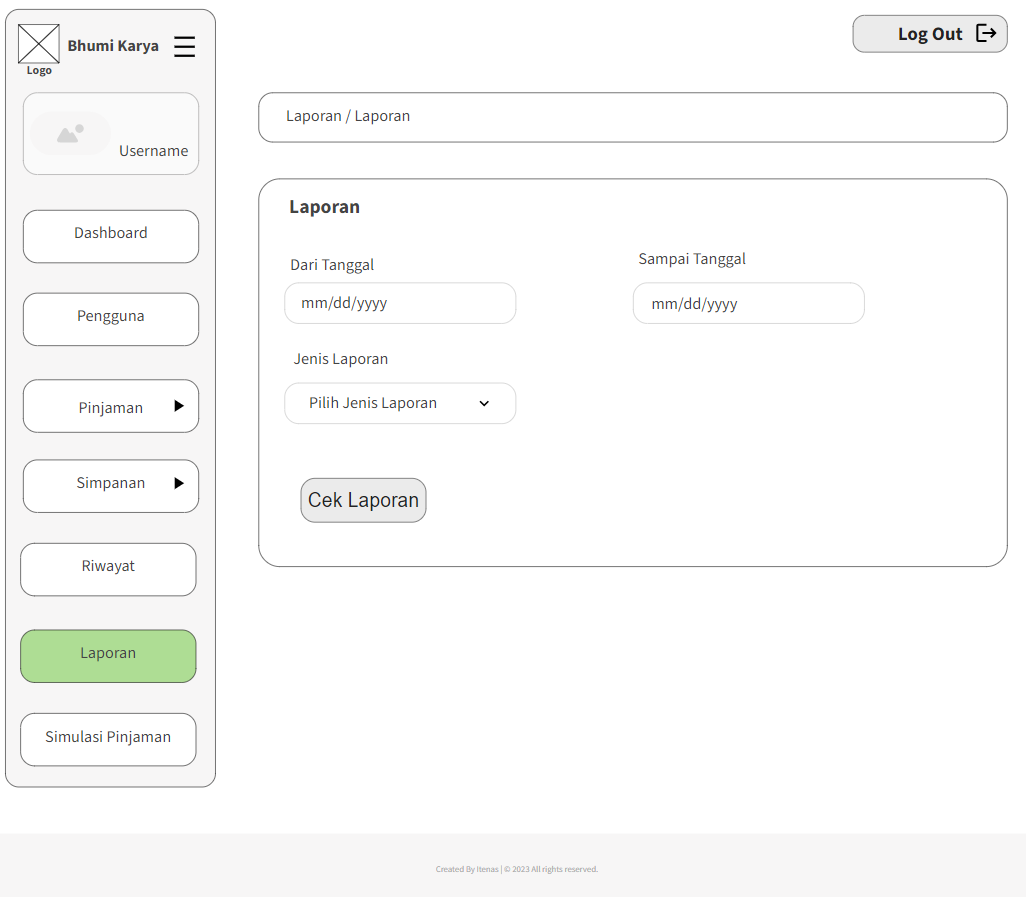 Bhumi Karya
Logo
Username
Dashboard
Pengguna
Pinjaman
Simpanan
Riwayat
Laporan
Simulasi Pinjaman
Log Out
Laporan / Laporan
Laporan
Dari Tanggal
Sampai Tanggal
mm/dd/yyyy
mm/dd/yyyy
Jenis Laporan
Pilih Jenis Laporan
Cek Laporan
Created By Itenas | © 2023 All rights reserved.